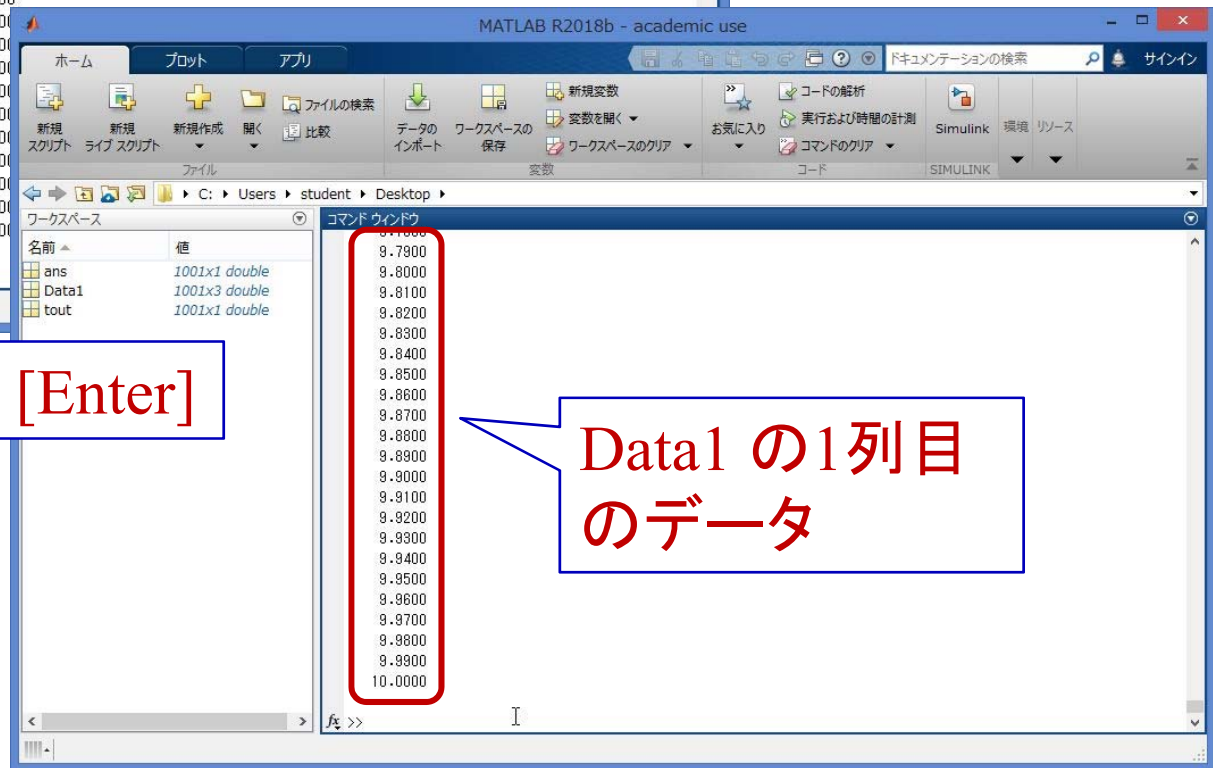 MATLAB R2018b - academic use
ホーム プロット アプリ ドキュメンテーションの検索 サインイン
新規 スクリプト
新規 ライブ スクリプト
新規作成
開く
ファイルの検索
比較
データの インポート
ワークスペースの 保存
新規変数
変数を開く
ワークスペースのクリア
お気に入り
コードの解析
実行および時間の計測
コマンドのクリア
Simulink
環境
リソース
ファイル 変数 コード SIMULINK
C: Users student Desktop
ワークスペース
名前 値
ans 1001x1 double
Data1 1001x3 double
tout 1001x1 double
[Enter]
コマンド ウィンドウ
9.7900
9.8000
9.8100
9.8200
9.8300
9.8400
9.8500
9.8600
9.8700
9.8800
9.8900
9.9000
9.9100
9.9200
9.9300
9.9400
9.9500
9.9600
9.9700
9.9800
9.9900
10.0000
fx >>
Data1 の1列目
のデータ